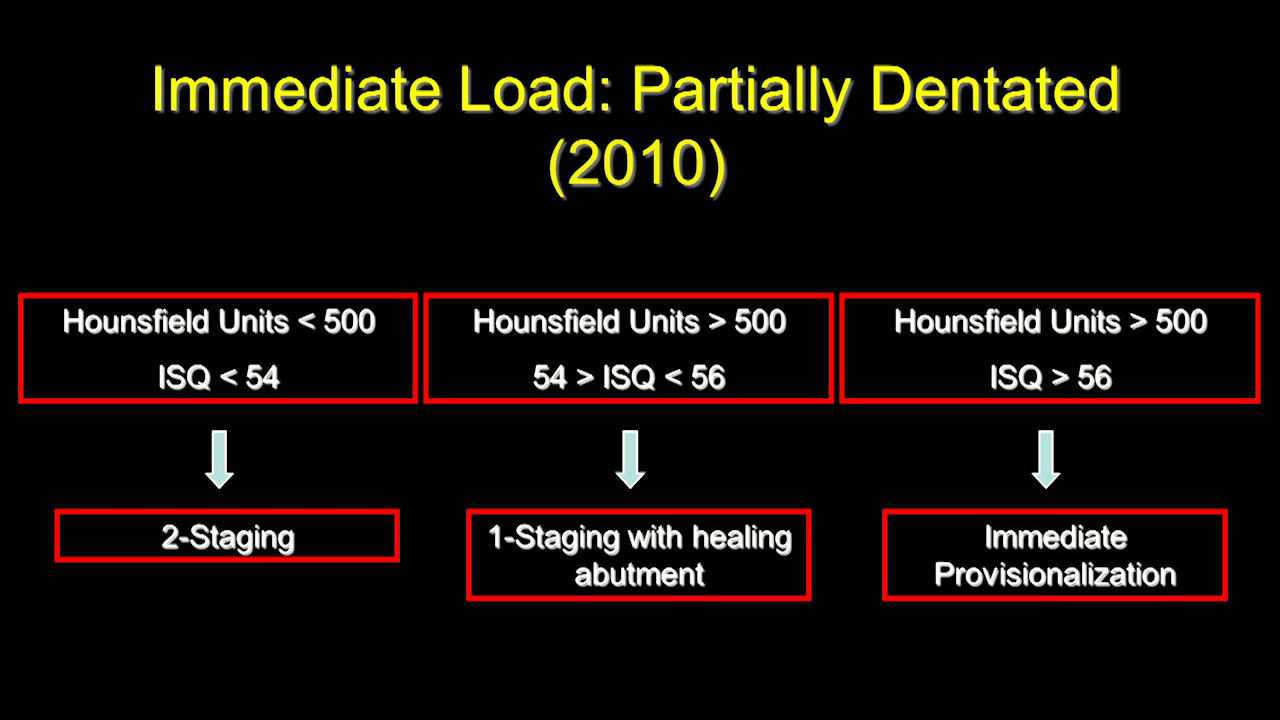 Immediate Load: Partially Dentated
(2010)
Hounsfield Units < 500
ISQ < 54
Hounsfield Units > 500
54 > ISQ < 56
Hounsfield Units > 500
ISQ > 56
2-Staging
1-Staging with healing
abutment
Immediate
Provisionalization